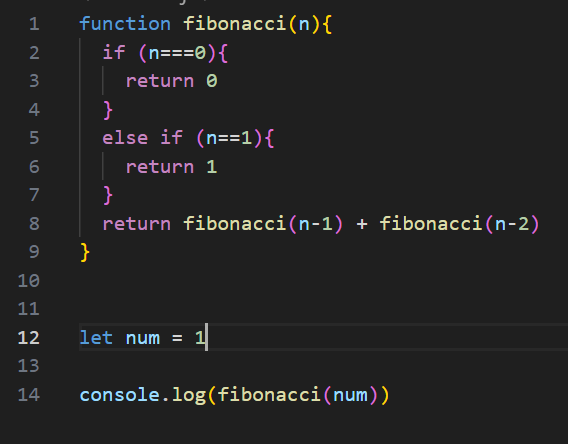 1 function fibonacci(n){
2 if (n===0){
3 return 0
4 }
5 else if (n==1){
6 return 1
7 }
8 return fibonacci(n-1) + fibonacci(n-2)
9 }
10
11
12 let num = 1
13
14 console.log(fibonacci(num))